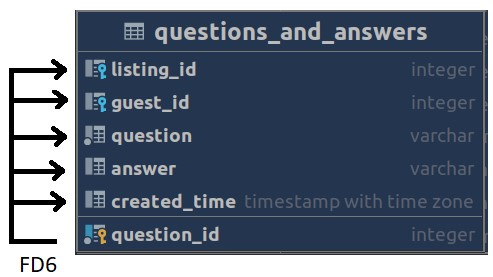 questions_and_answers
listing_id integer
guest_id integer
question varchar
answer varchar
created_time timestamp with time zone
question_id integer
FD6